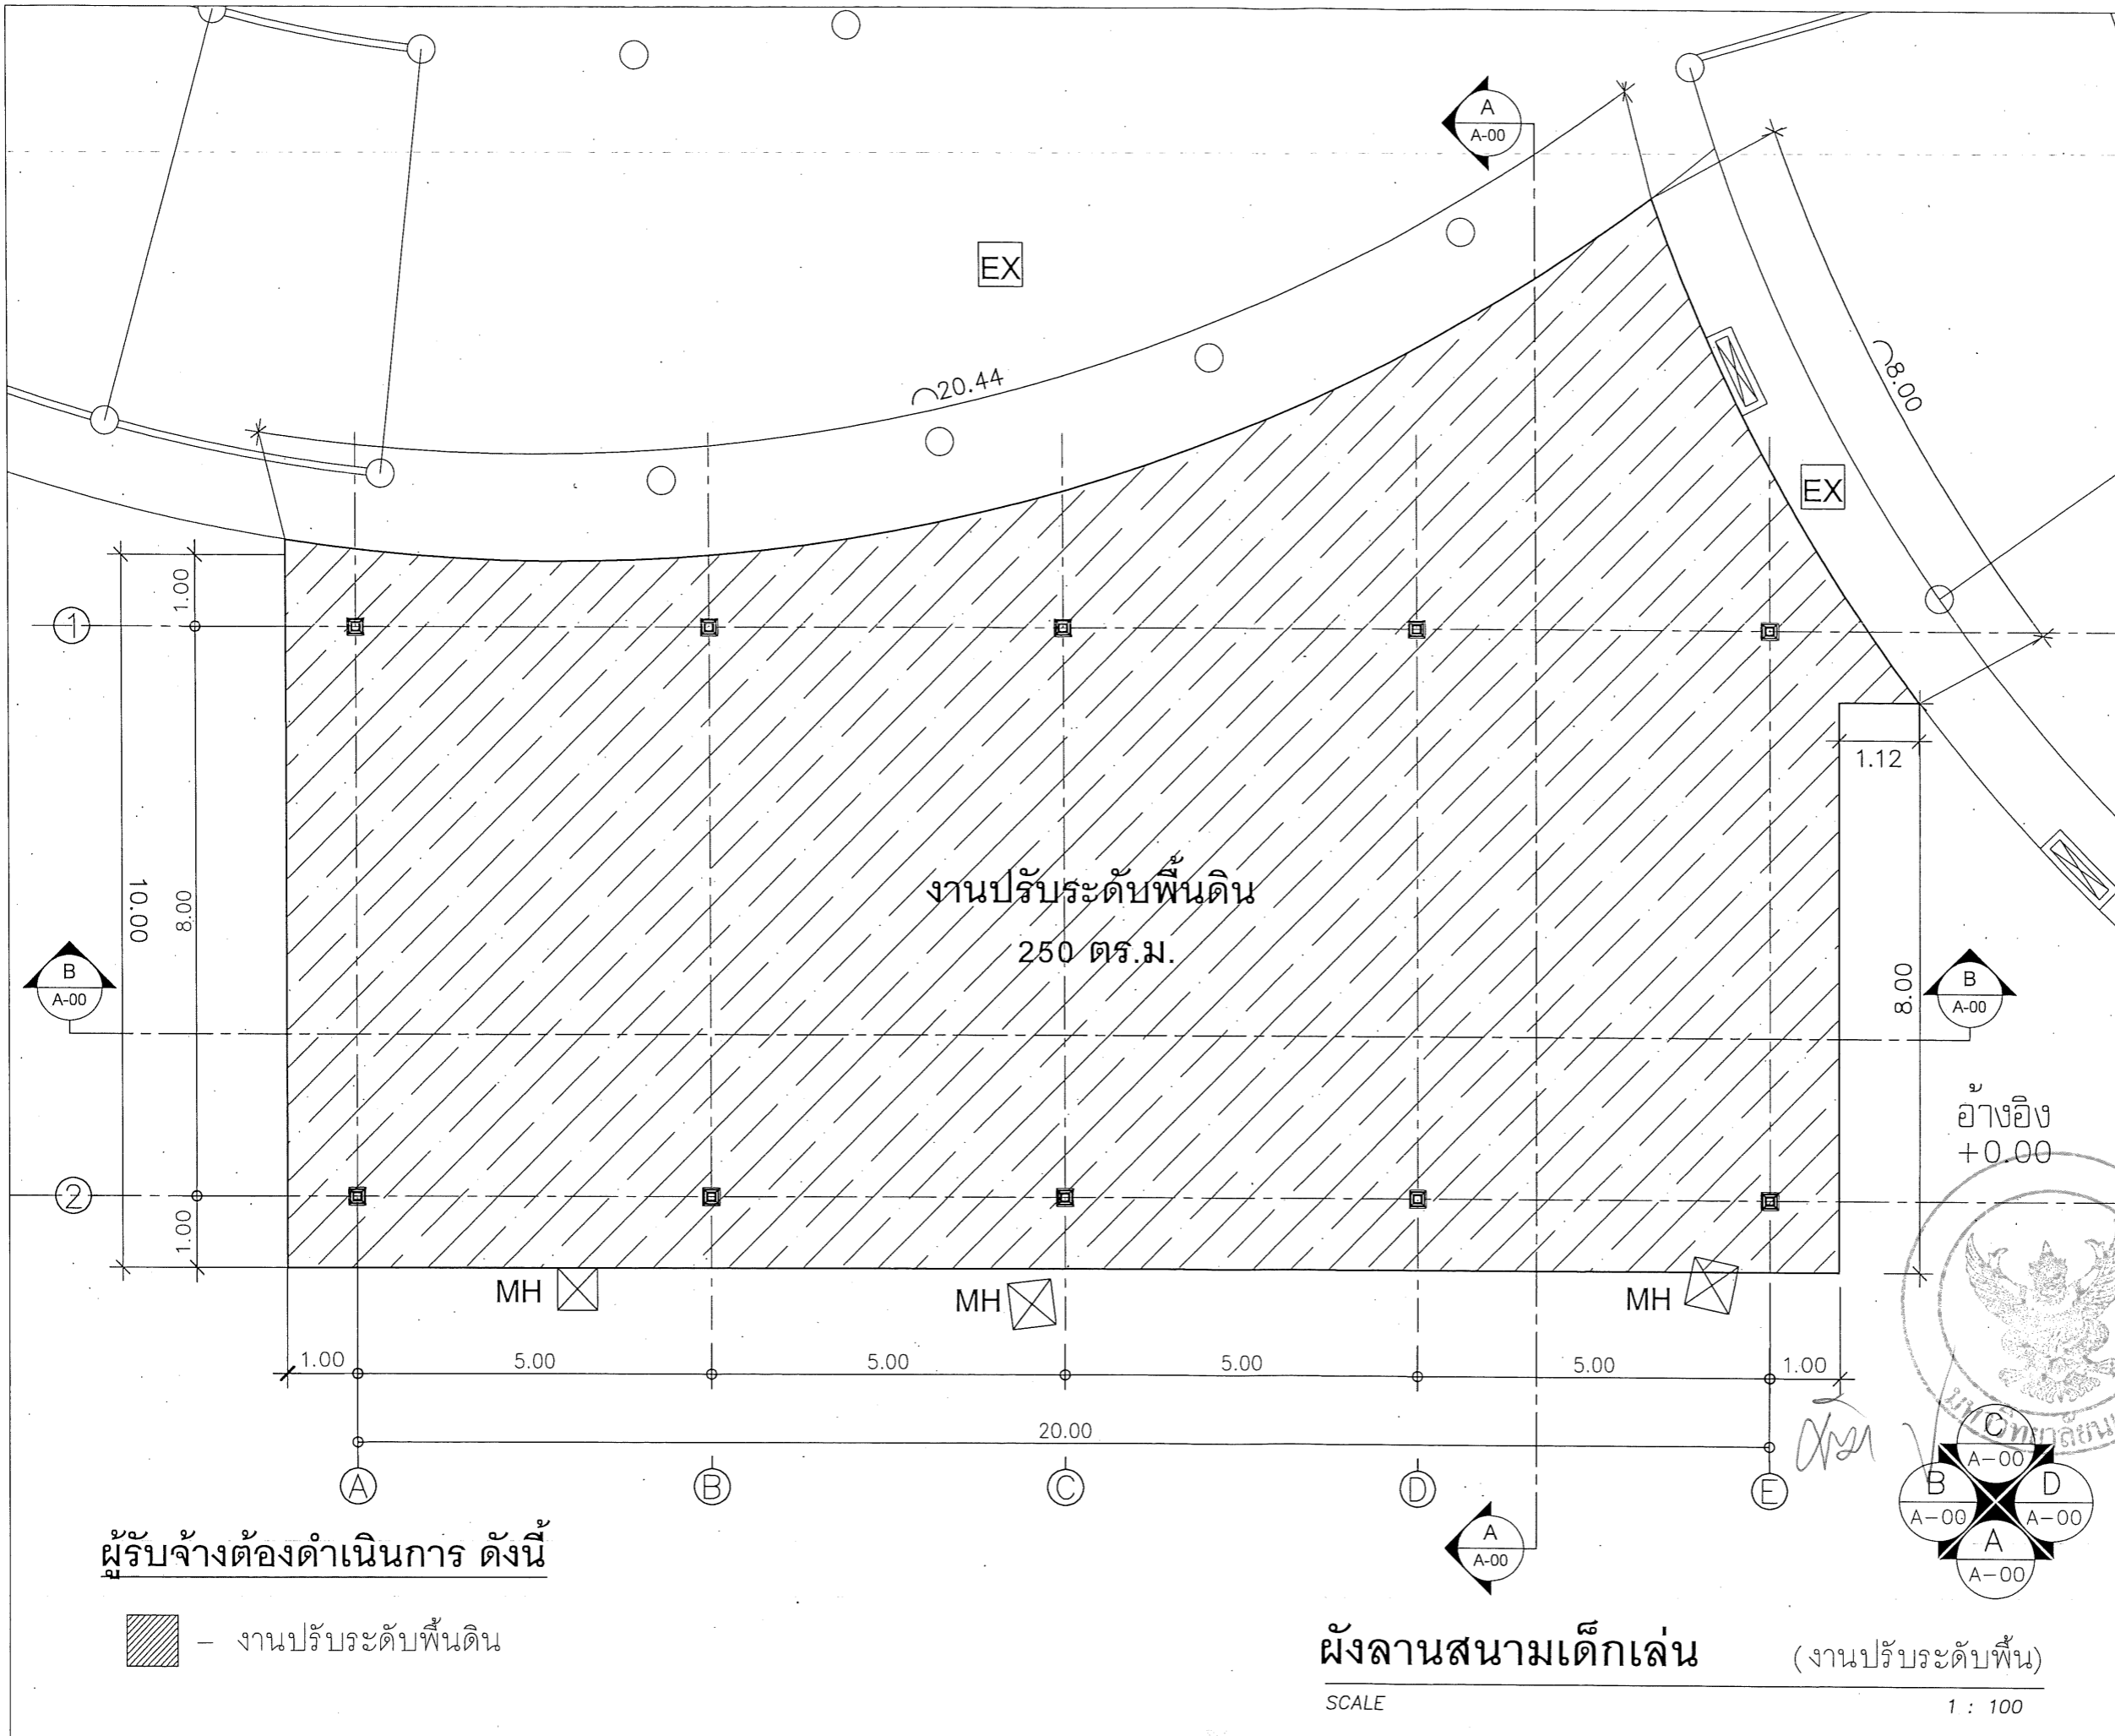 A
A-00
EX
⌒20.44
⌒8.00
EX
1.00
1
1.12
งานปรับระดับพื้นดิน
250 ตร.ม.
10.00
8.00
8.00
B
A-00
B
A-00
อ้างอิง
+0.00
2
1.00
MH
MH
MH
1.00
5.00
5.00
5.00
5.00
1.00
20.00
A
B
C
D
E
C
A-00
B
A-00
D
A-00
A
A-00
A
A-00
ผู้รับจ้างต้องดำเนินการ ดังนี้
- งานปรับระดับพื้นดิน
ผังลานสนามเด็กเล่น (งานปรับระดับพื้น)
SCALE 1 : 100